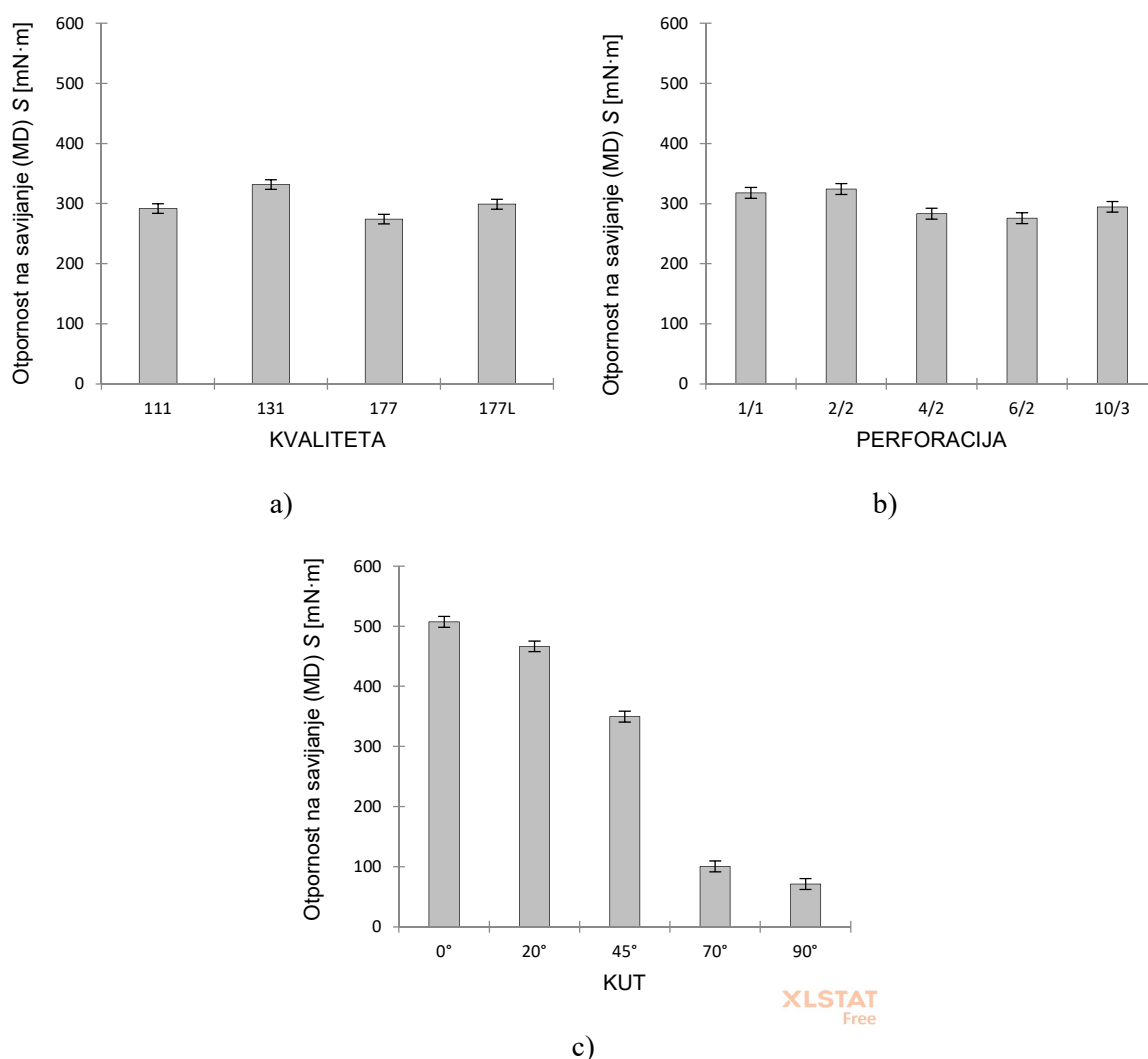 Otpornost na savijanje (MD) S [mN·m]
600
500
400
300
200
100
0
111 131 177 177L
KVALITETA
a)
Otpornost na savijanje (MD) S [mN·m]
600
500
400
300
200
100
0
1/1 2/2 4/2 6/2 10/3
PERFORACIJA
b)
Otpornost na savijanje (MD) S [mN·m]
600
500
400
300
200
100
0
0° 20° 45° 70° 90°
KUT
XLSTAT
Free
c)